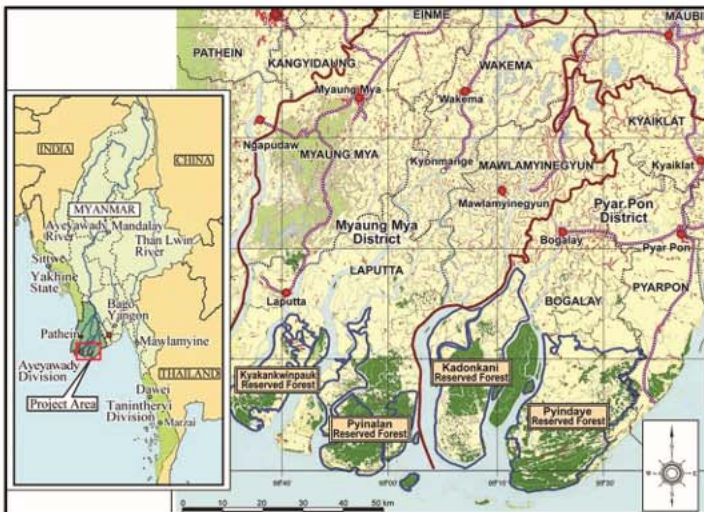 EINME
MAUBI
PATHEIN
KANGYIDAUNG
WAKEMA
Myaung Mya
Wakema
KYAIKLAT
Ngapudaw
MYAUNG MYA
Kyonmarige
MAWLAMYINEGYUN
Kyaiklat
Mawlamyinegyun
Pyar Pon
District
Myaung Mya
District
Bogalay
Pyar Pon
LAPUTTA
BOGALAY
PYARPON
Laputta
Kyakankwinpauk
Reserved Forest
Kadonkani
Reserved Forest
Pyinalan
Reserved Forest
Pyindaye
Reserved Forest
INDIA
CHINA
MYANMAR
Ayeyawady
River
Mandalay
Than Lwin
River
Sittwe
Yakhine
State
Bago
Yangon
Pathein
Mawlamyine
Ayeyawady
Division
THAILAND
Project Area
Dawei
Tanintheryi
Division
Marzai
0 10 20 30 40 50 km
N